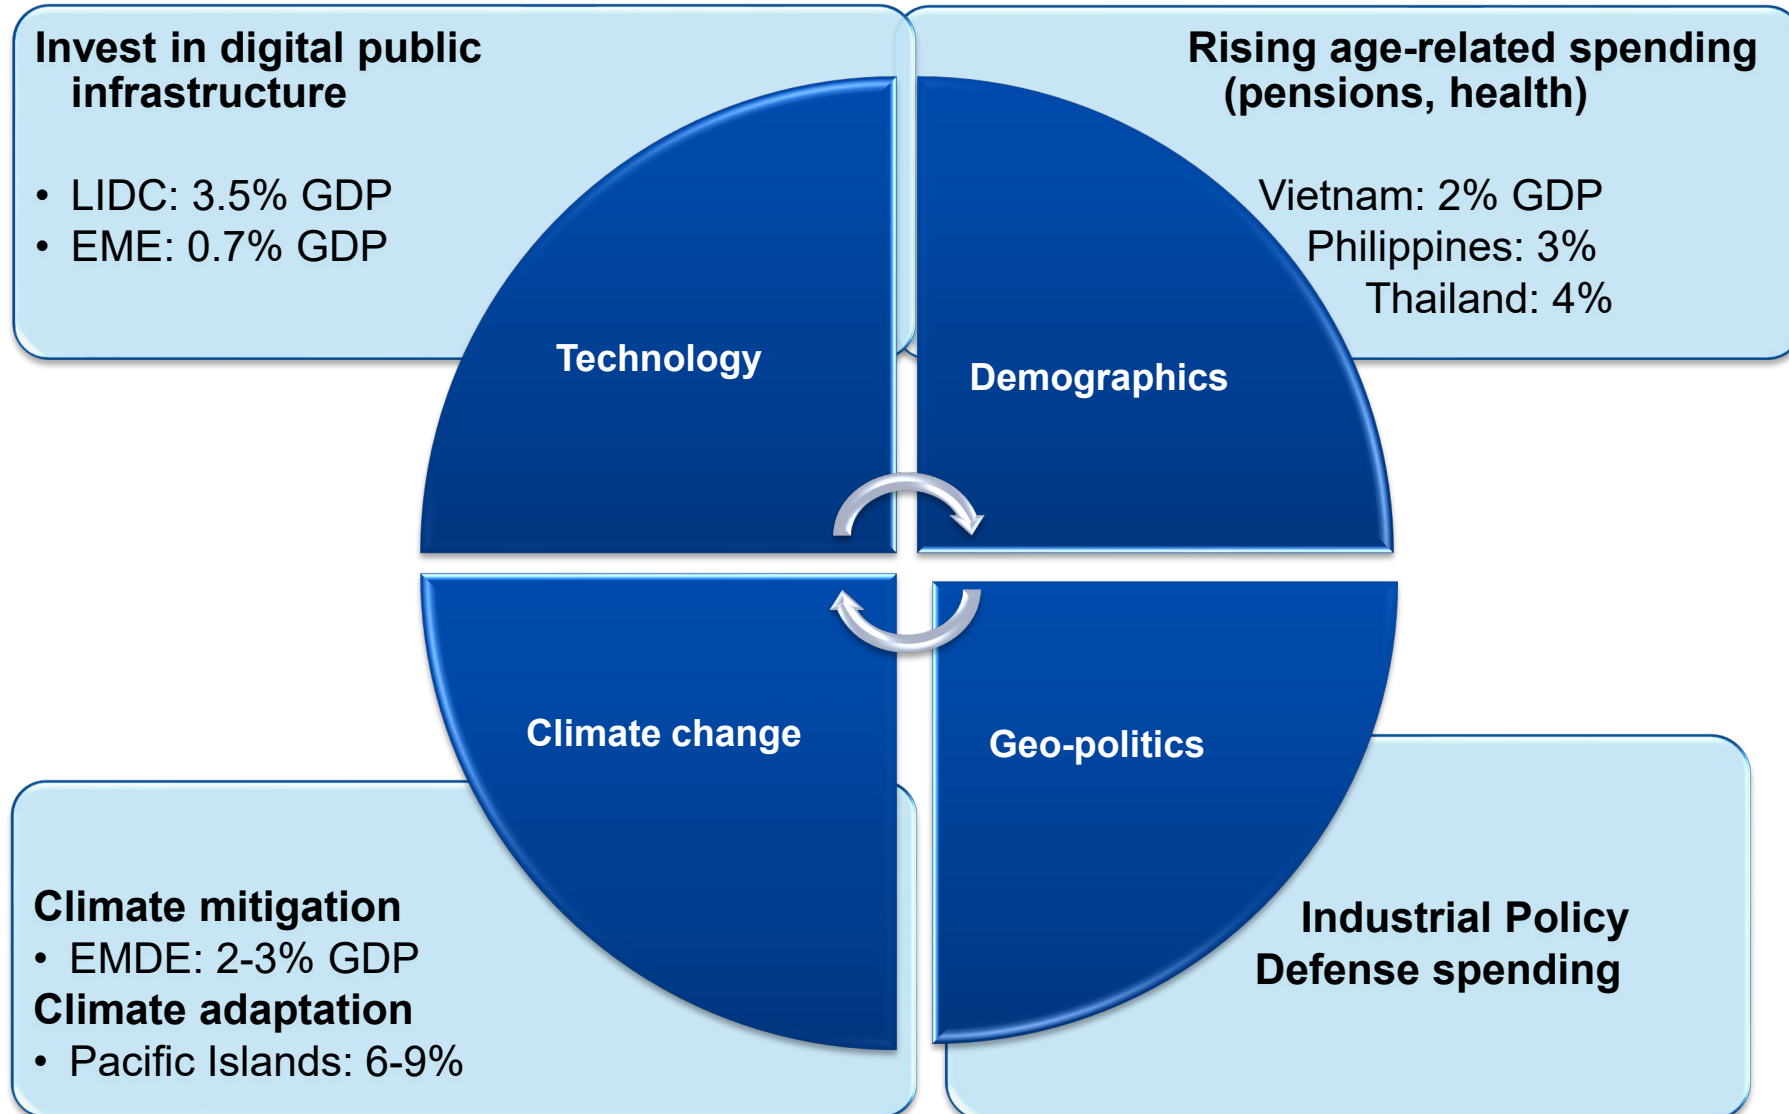 Invest in digital public
infrastructure
• LIDC: 3.5% GDP
• EME: 0.7% GDP
Rising age-related spending
(pensions, health)
Vietnam: 2% GDP
Philippines: 3%
Thailand: 4%
Technology
Demographics
Climate change
Geo-politics
Climate mitigation
• EMDE: 2-3% GDP
Climate adaptation
• Pacific Islands: 6-9%
Industrial Policy
Defense spending